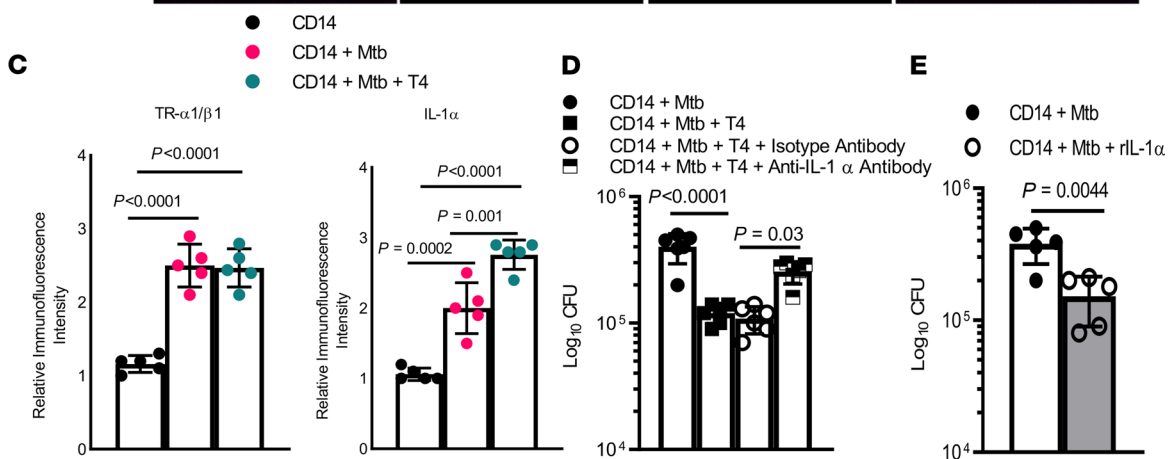 C
CD14
CD14 + Mtb
CD14 + Mtb + T4
TR-α1/β1
Relative Immunofluorescence
Intensity
4
3
2
1
0
P<0.0001
P<0.0001
IL-1α
Relative Immunofluorescence
Intensity
4
3
2
1
0
P<0.0001
P = 0.001
P = 0.0002
D
CD14 + Mtb
CD14 + Mtb + T4
CD14 + Mtb + T4 + Isotype Antibody
CD14 + Mtb + T4 + Anti-IL-1 α Antibody
Log10 CFU
10^6
10^5
10^4
P<0.0001
P = 0.03
E
CD14 + Mtb
CD14 + Mtb + rIL-1α
Log10 CFU
10^6
10^5
10^4
P = 0.0044